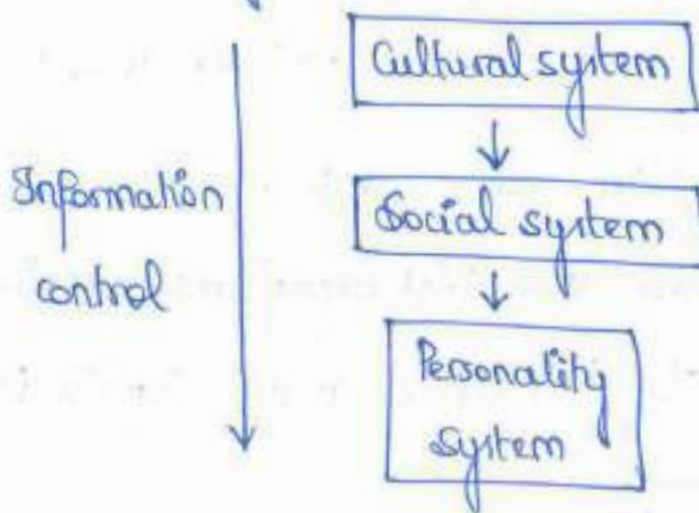 Cultural system
Social system
Information
control
Personality
system